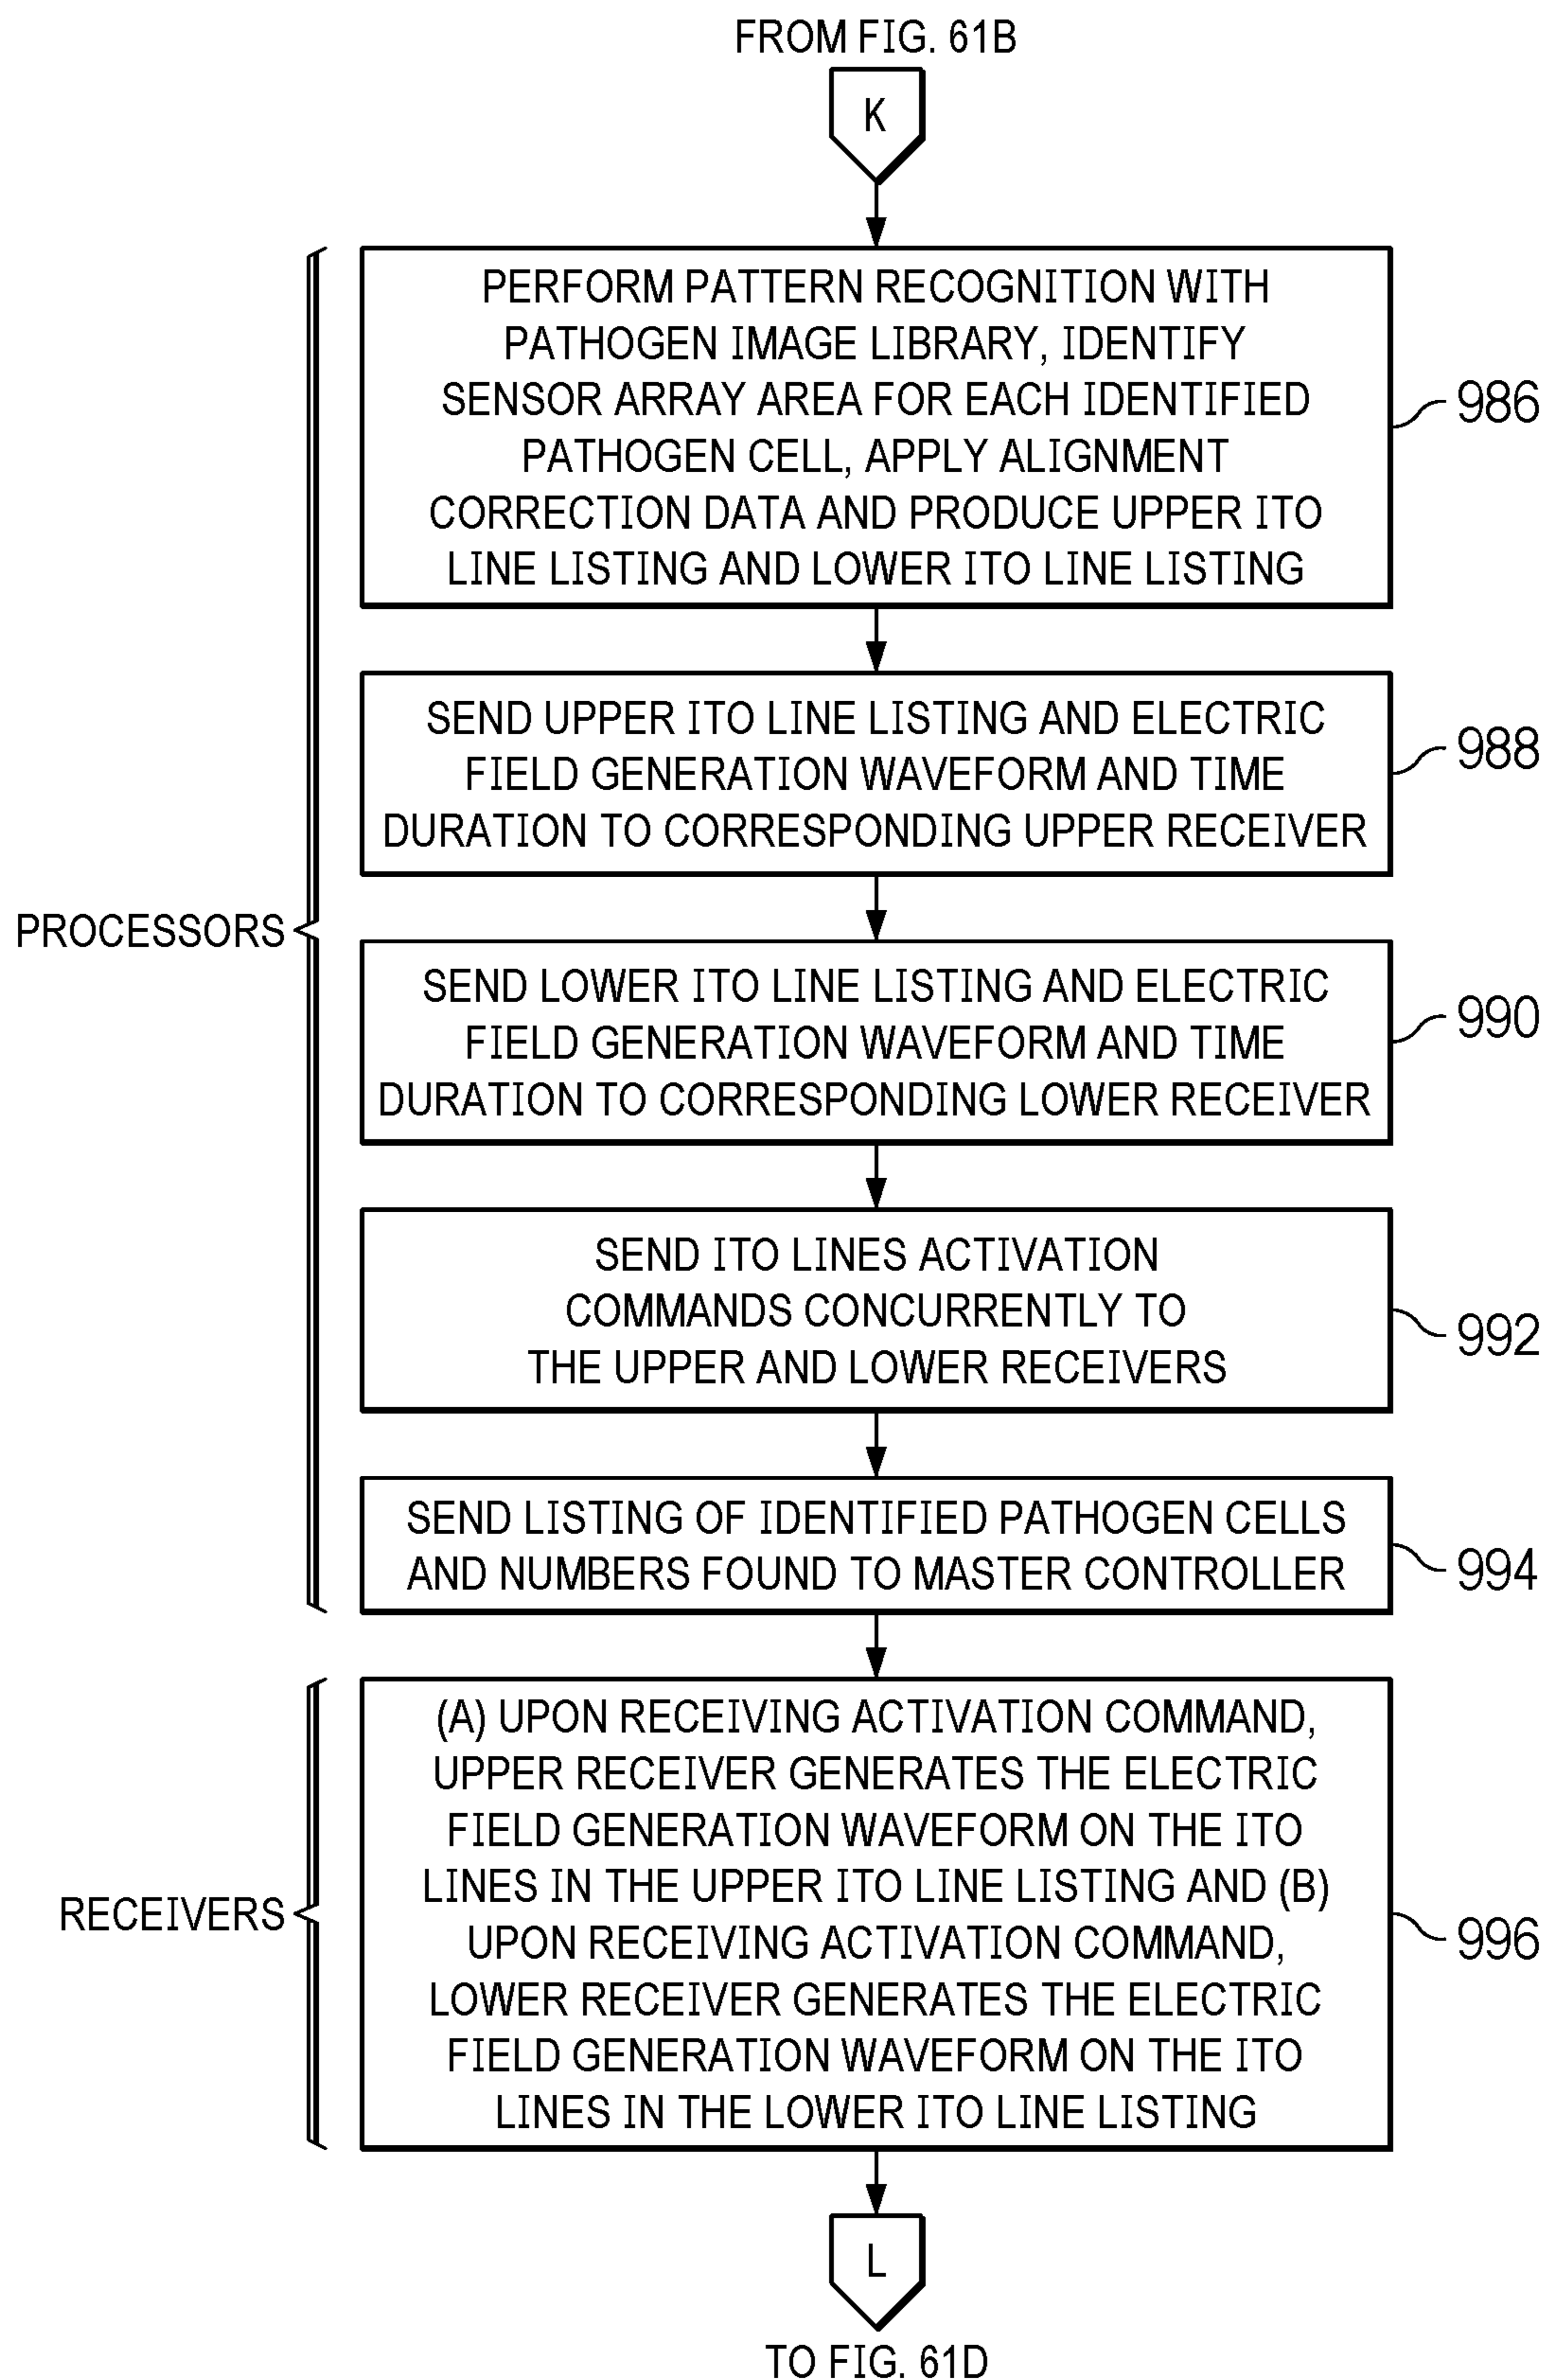 FROM FIG. 61B
K
PERFORM PATTERN RECOGNITION WITH
PATHOGEN IMAGE LIBRARY, IDENTIFY
SENSOR ARRAY AREA FOR EACH IDENTIFIED
PATHOGEN CELL, APPLY ALIGNMENT
CORRECTION DATA AND PRODUCE UPPER ITO
LINE LISTING AND LOWER ITO LINE LISTING
986
SEND UPPER ITO LINE LISTING AND ELECTRIC
FIELD GENERATION WAVEFORM AND TIME
DURATION TO CORRESPONDING UPPER RECEIVER
988
PROCESSORS
SEND LOWER ITO LINE LISTING AND ELECTRIC
FIELD GENERATION WAVEFORM AND TIME
DURATION TO CORRESPONDING LOWER RECEIVER
990
SEND ITO LINES ACTIVATION
COMMANDS CONCURRENTLY TO
THE UPPER AND LOWER RECEIVERS
992
SEND LISTING OF IDENTIFIED PATHOGEN CELLS
AND NUMBERS FOUND TO MASTER CONTROLLER
994
RECEIVERS
(A) UPON RECEIVING ACTIVATION COMMAND,
UPPER RECEIVER GENERATES THE ELECTRIC
FIELD GENERATION WAVEFORM ON THE ITO
LINES IN THE UPPER ITO LINE LISTING AND (B)
UPON RECEIVING ACTIVATION COMMAND,
LOWER RECEIVER GENERATES THE ELECTRIC
FIELD GENERATION WAVEFORM ON THE ITO
LINES IN THE LOWER ITO LINE LISTING
996
L
TO FIG. 61D